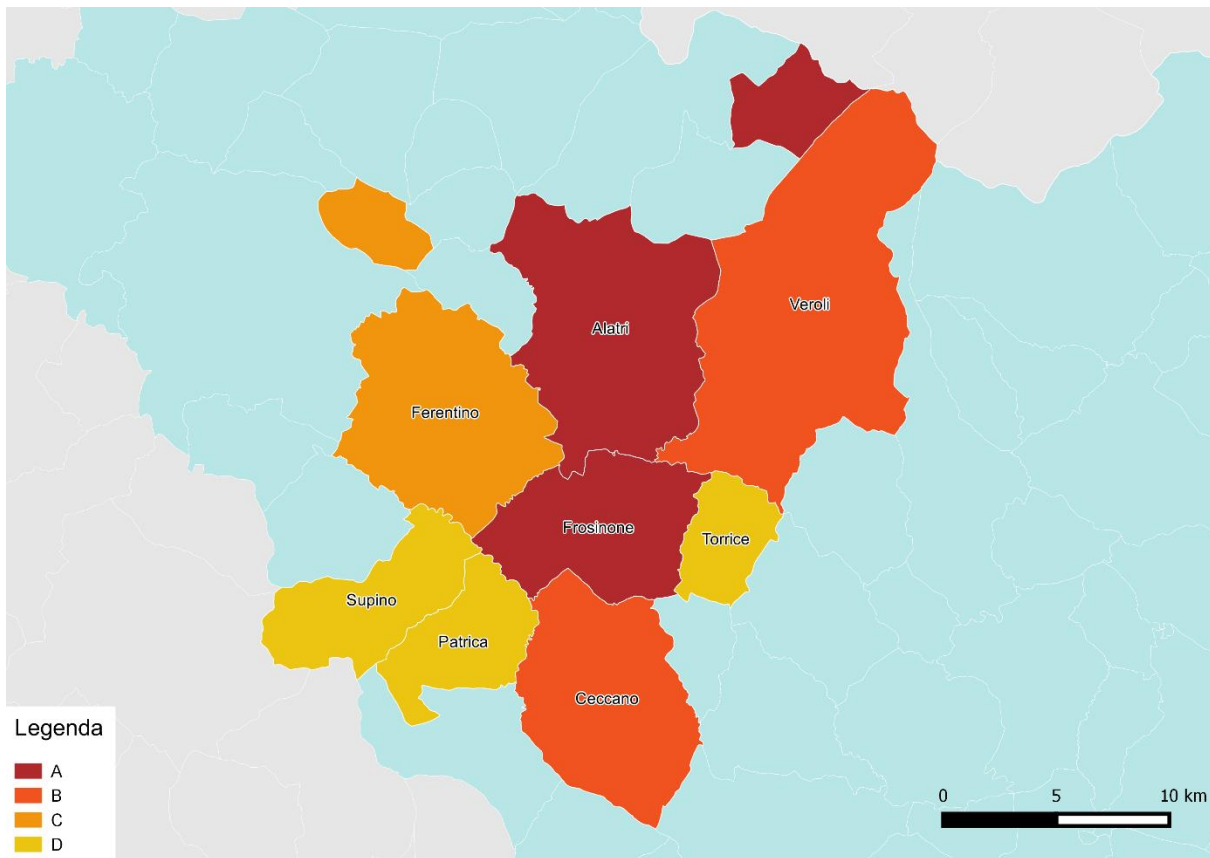 Veroli
Alatri
Ferentino
Frosinone
Torrice
Supino
Patrica
Ceccano
Legenda
A
B
C
D
0 5 10 km